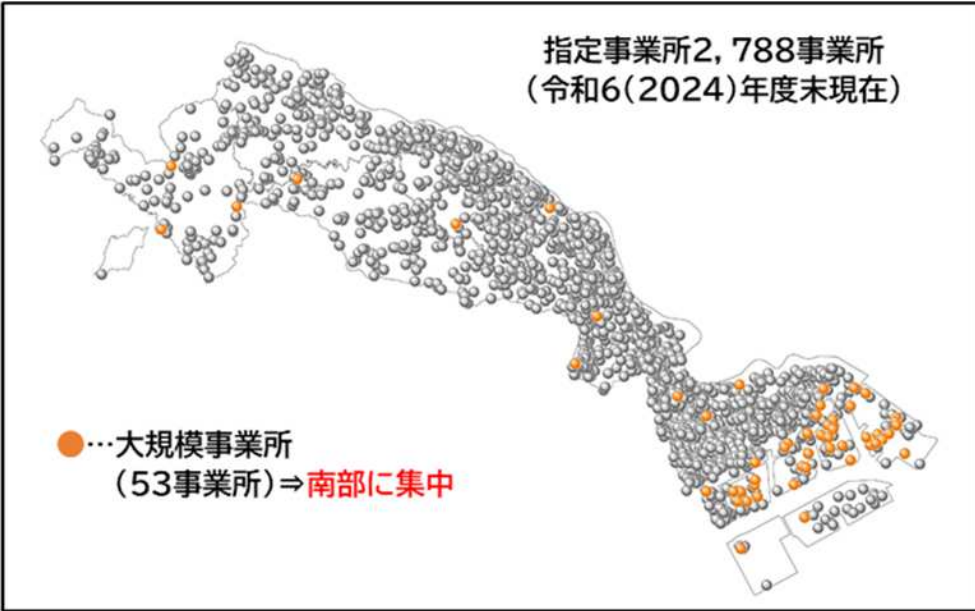 指定事業所2,788事業所
（令和6(2024)年度末現在）
●…大規模事業所
（53事業所）⇒南部に集中